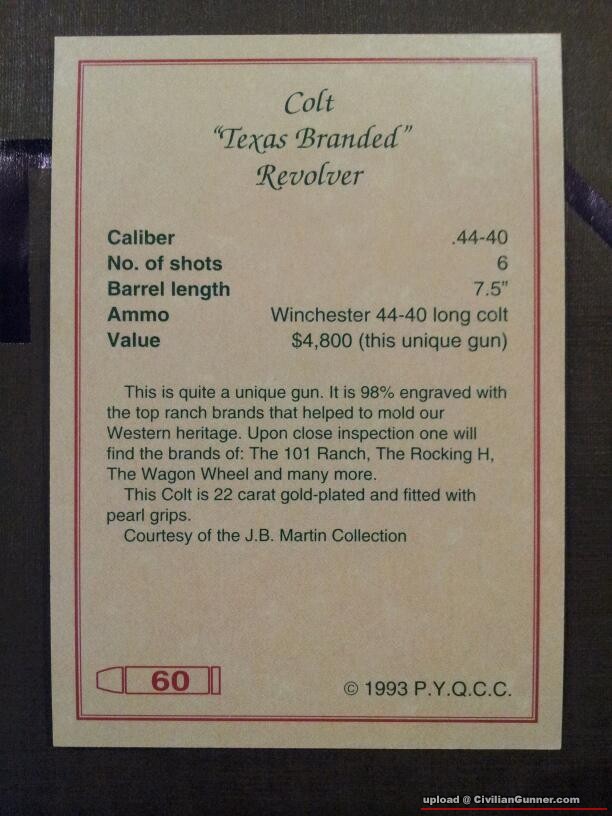 Colt
“Texas Branded”
Revolver
Caliber .44-40
No. of shots 6
Barrel length 7.5”
Ammo Winchester 44-40 long colt
Value $4,800 (this unique gun)
This is quite a unique gun. It is 98% engraved with
the top ranch brands that helped to mold our
Western heritage. Upon close inspection one will
find the brands of: The 101 Ranch, The Rocking H,
The Wagon Wheel and many more.
This Colt is 22 carat gold-plated and fitted with
pearl grips.
Courtesy of the J.B. Martin Collection
60
© 1993 P.Y.Q.C.C.
upload @ CivilianGunner.com